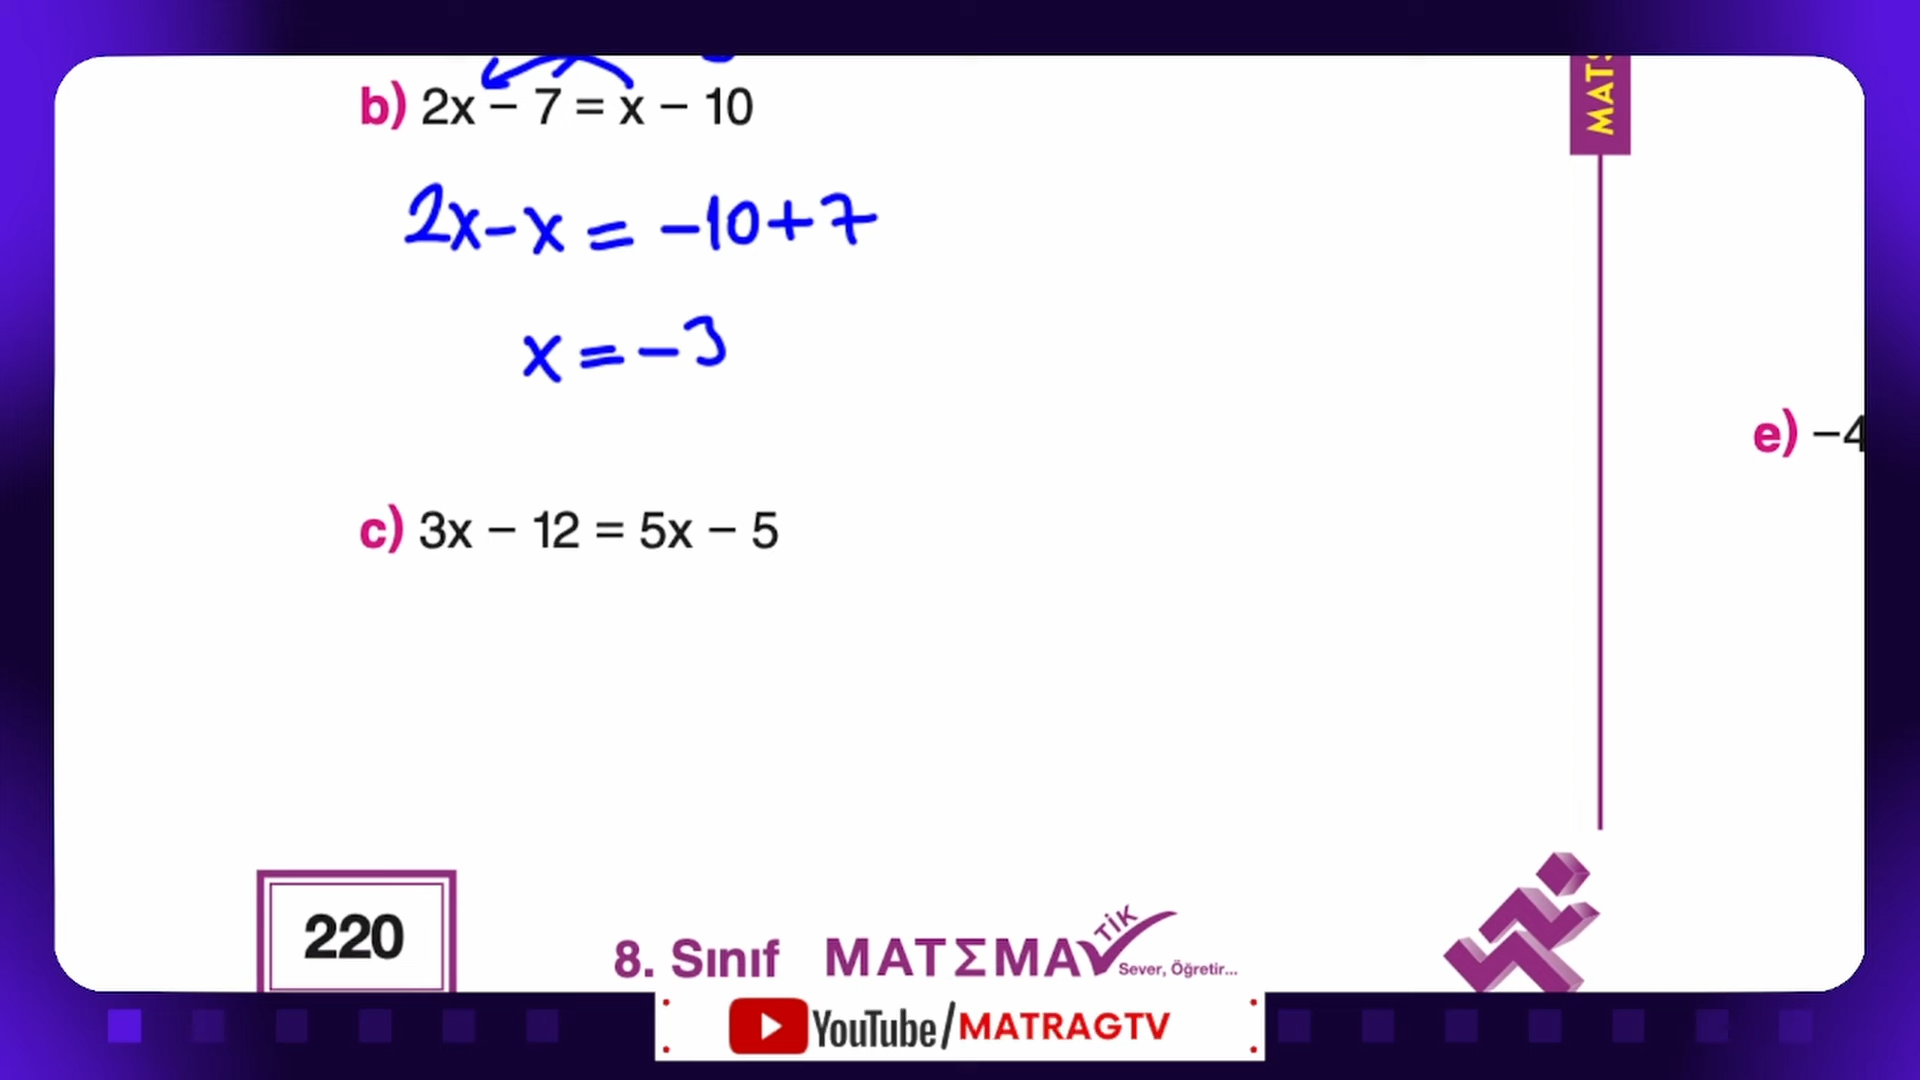 b) 2x – 7 = x – 10
2x-x = -10+7
x = -3
c) 3x – 12 = 5x – 5
MATS
e) –4
220
8. Sınıf MATΣMATİK
Sever, Öğretir...
YouTube/MATRAGTV